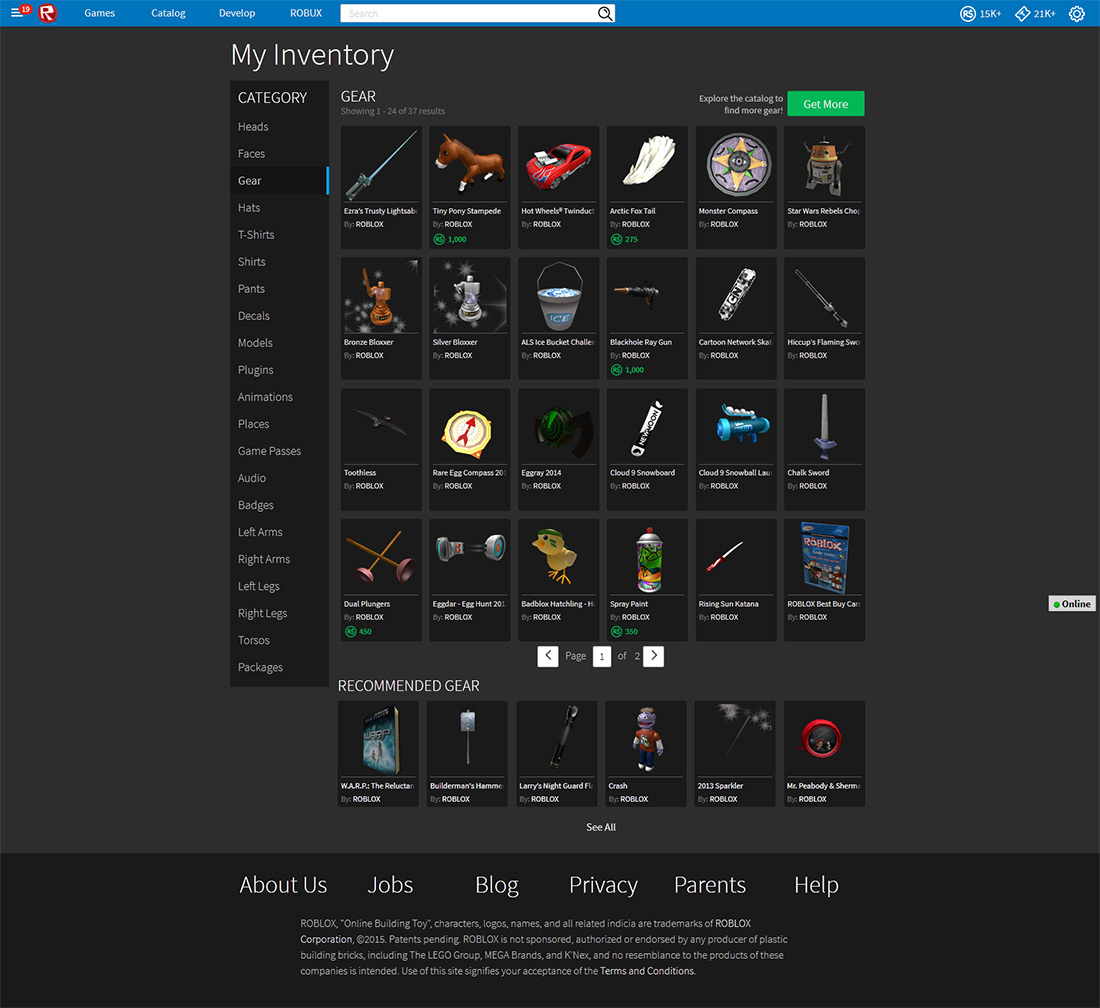 19
Games
Catalog
Develop
ROBUX
Search
R$ 15K+
21K+
My Inventory
CATEGORY
Heads
Faces
Gear
Hats
T-Shirts
Shirts
Pants
Decals
Models
Plugins
Animations
Places
Game Passes
Audio
Badges
Left Arms
Right Arms
Left Legs
Right Legs
Torsos
Packages
GEAR
Showing 1 - 24 of 37 results
Explore the catalog to
find more gear!
Get More
Ezra's Trusty Lightsab
By: ROBLOX
Tiny Pony Stampede
By: ROBLOX
R$ 1,000
Hot Wheels® Twinduct
By: ROBLOX
Arctic Fox Tail
By: ROBLOX
R$ 275
Monster Compass
By: ROBLOX
Star Wars Rebels Chop
By: ROBLOX
Bronze Bloxxer
By: ROBLOX
Silver Bloxxer
By: ROBLOX
ICE
ALS Ice Bucket Challen
By: ROBLOX
Blackhole Ray Gun
By: ROBLOX
R$ 1,000
Cartoon Network Skat
By: ROBLOX
Hiccup's Flaming Swo
By: ROBLOX
Toothless
By: ROBLOX
Rare Egg Compass 201
By: ROBLOX
Eggray 2014
By: ROBLOX
NEWMOON
Cloud 9 Snowboard
By: ROBLOX
Cloud 9 Snowball Lau
By: ROBLOX
Chalk Sword
By: ROBLOX
Dual Plungers
By: ROBLOX
R$ 450
Eggdar - Egg Hunt 201
By: ROBLOX
Badblox Hatchling - H
By: ROBLOX
Spray Paint
By: ROBLOX
R$ 350
Rising Sun Katana
By: ROBLOX
ROBLOX
GAME CARD
ROBLOX Best Buy Card
By: ROBLOX
Page 1 of 2
RECOMMENDED GEAR
WARP
W.A.R.P.: The Reluctan
By: ROBLOX
Builderman's Hamme
By: ROBLOX
Larry's Night Guard Fl
By: ROBLOX
Crash
By: ROBLOX
2013 Sparkler
By: ROBLOX
Mr. Peabody & Sherma
By: ROBLOX
See All
Online
About Us
Jobs
Blog
Privacy
Parents
Help
ROBLOX, "Online Building Toy", characters, logos, names, and all related indicia are trademarks of ROBLOX
Corporation, ©2015. Patents pending. ROBLOX is not sponsored, authorized or endorsed by any producer of plastic
building bricks, including The LEGO Group, MEGA Brands, and K'Nex, and no resemblance to the products of these
companies is intended. Use of this site signifies your acceptance of the Terms and Conditions.